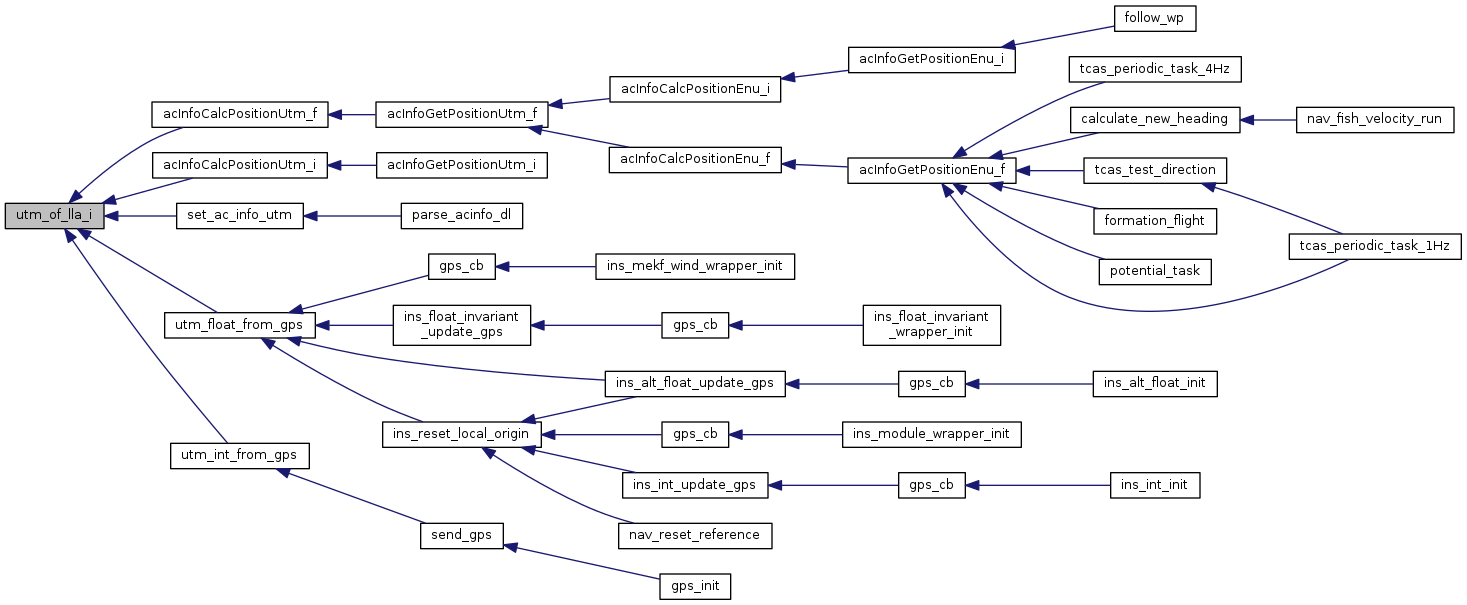 follow_wp
acInfoGetPositionEnu_i
tcas_periodic_task_4Hz
acInfoCalcPositionEnu_i
acInfoCalcPositionUtm_f
acInfoGetPositionUtm_f
calculate_new_heading
nav_fish_velocity_run
acInfoCalcPositionEnu_f
acInfoCalcPositionUtm_i
acInfoGetPositionUtm_i
acInfoGetPositionEnu_f
tcas_test_direction
utm_of_lla_i
set_ac_info_utm
parse_acinfo_dl
formation_flight
tcas_periodic_task_1Hz
gps_cb
ins_mekf_wind_wrapper_init
potential_task
utm_float_from_gps
ins_float_invariant
_update_gps
gps_cb
ins_float_invariant
_wrapper_init
ins_alt_float_update_gps
gps_cb
ins_alt_float_init
ins_reset_local_origin
gps_cb
ins_module_wrapper_init
utm_int_from_gps
ins_int_update_gps
gps_cb
ins_int_init
send_gps
nav_reset_reference
gps_init